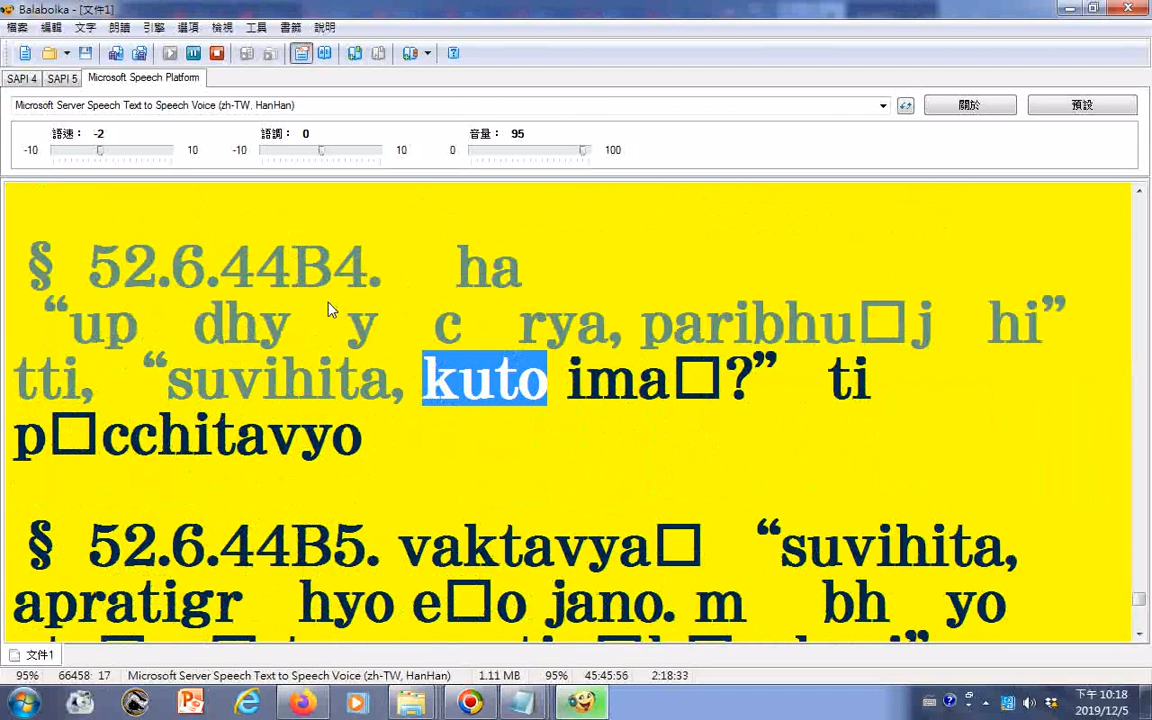 Balabolka - [文件1]
檔案 編輯 文字 朗讀 引擎 選項 檢視 工具 書籤 說明
SAPI 4 SAPI 5 Microsoft Speech Platform
Microsoft Server Speech Text to Speech Voice (zh-TW, HanHan) 關於 預設
語速： -2 語調： 0 音量： 95
-10 10 -10 10 0 100
§ 52.6.44B4. ha
“up dhy y c rya, paribhu□j hi”
tti, “suvihita, kuto ima□?” ti
p□cchitavyo
§ 52.6.44B5. vaktavya□ “suvihita,
apratigr hyo e□o jano. m bh yo
文件1
95% 66458: 17 Microsoft Server Speech Text to Speech Voice (zh-TW, HanHan) 1.11 MB 95% 45:45:56 2:18:33
下午 10:18
2019/12/5